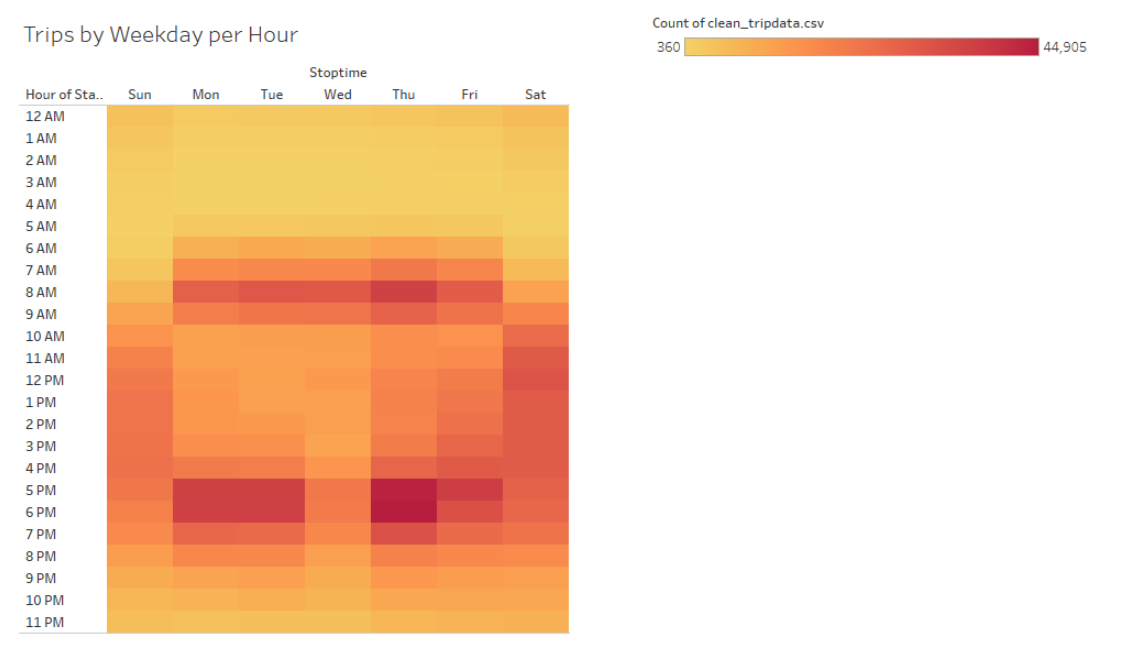 Trips by Weekday per Hour
Count of clean_tripdata.csv
360 44,905
Stoptime
Hour of Sta.. Sun Mon Tue Wed Thu Fri Sat
12 AM
1 AM
2 AM
3 AM
4 AM
5 AM
6 AM
7 AM
8 AM
9 AM
10 AM
11 AM
12 PM
1 PM
2 PM
3 PM
4 PM
5 PM
6 PM
7 PM
8 PM
9 PM
10 PM
11 PM